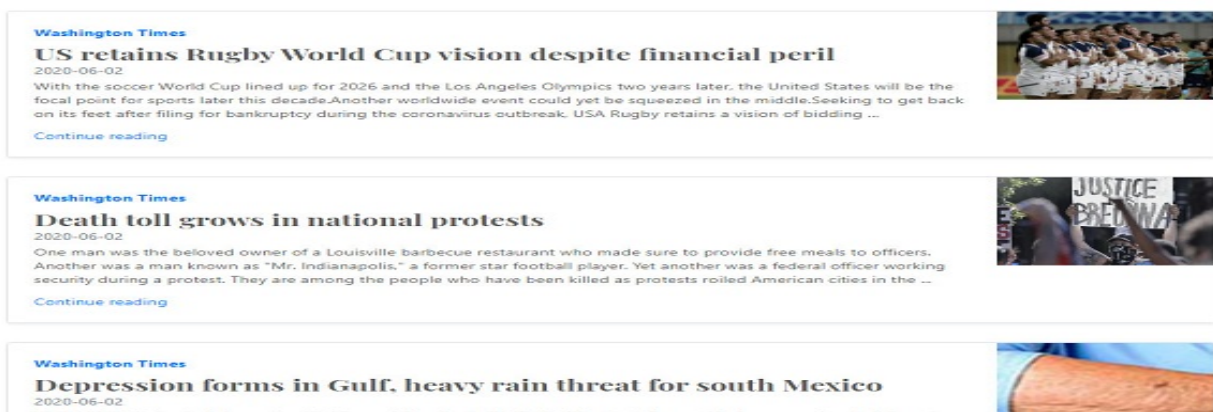 Washington Times
US retains Rugby World Cup vision despite financial peril
2020-06-02
With the soccer World Cup lined up for 2026 and the Los Angeles Olympics two years later, the United States will be the
focal point for sports later this decade.Another worldwide event could yet be squeezed in the middle.Seeking to get back
on its feet after filing for bankruptcy during the coronavirus outbreak, USA Rugby retains a vision of bidding ...
Continue reading
Washington Times
Death toll grows in national protests
2020-06-02
JUSTICE
One man was the beloved owner of a Louisville barbecue restaurant who made sure to provide free meals to officers.
Another was a man known as "Mr. Indianapolis," a former star football player. Yet another was a federal officer working
security during a protest. They are among the people who have been killed as protests roiled American cities in the ...
Continue reading
Washington Times
Depression forms in Gulf, heavy rain threat for south Mexico
2020-06-02